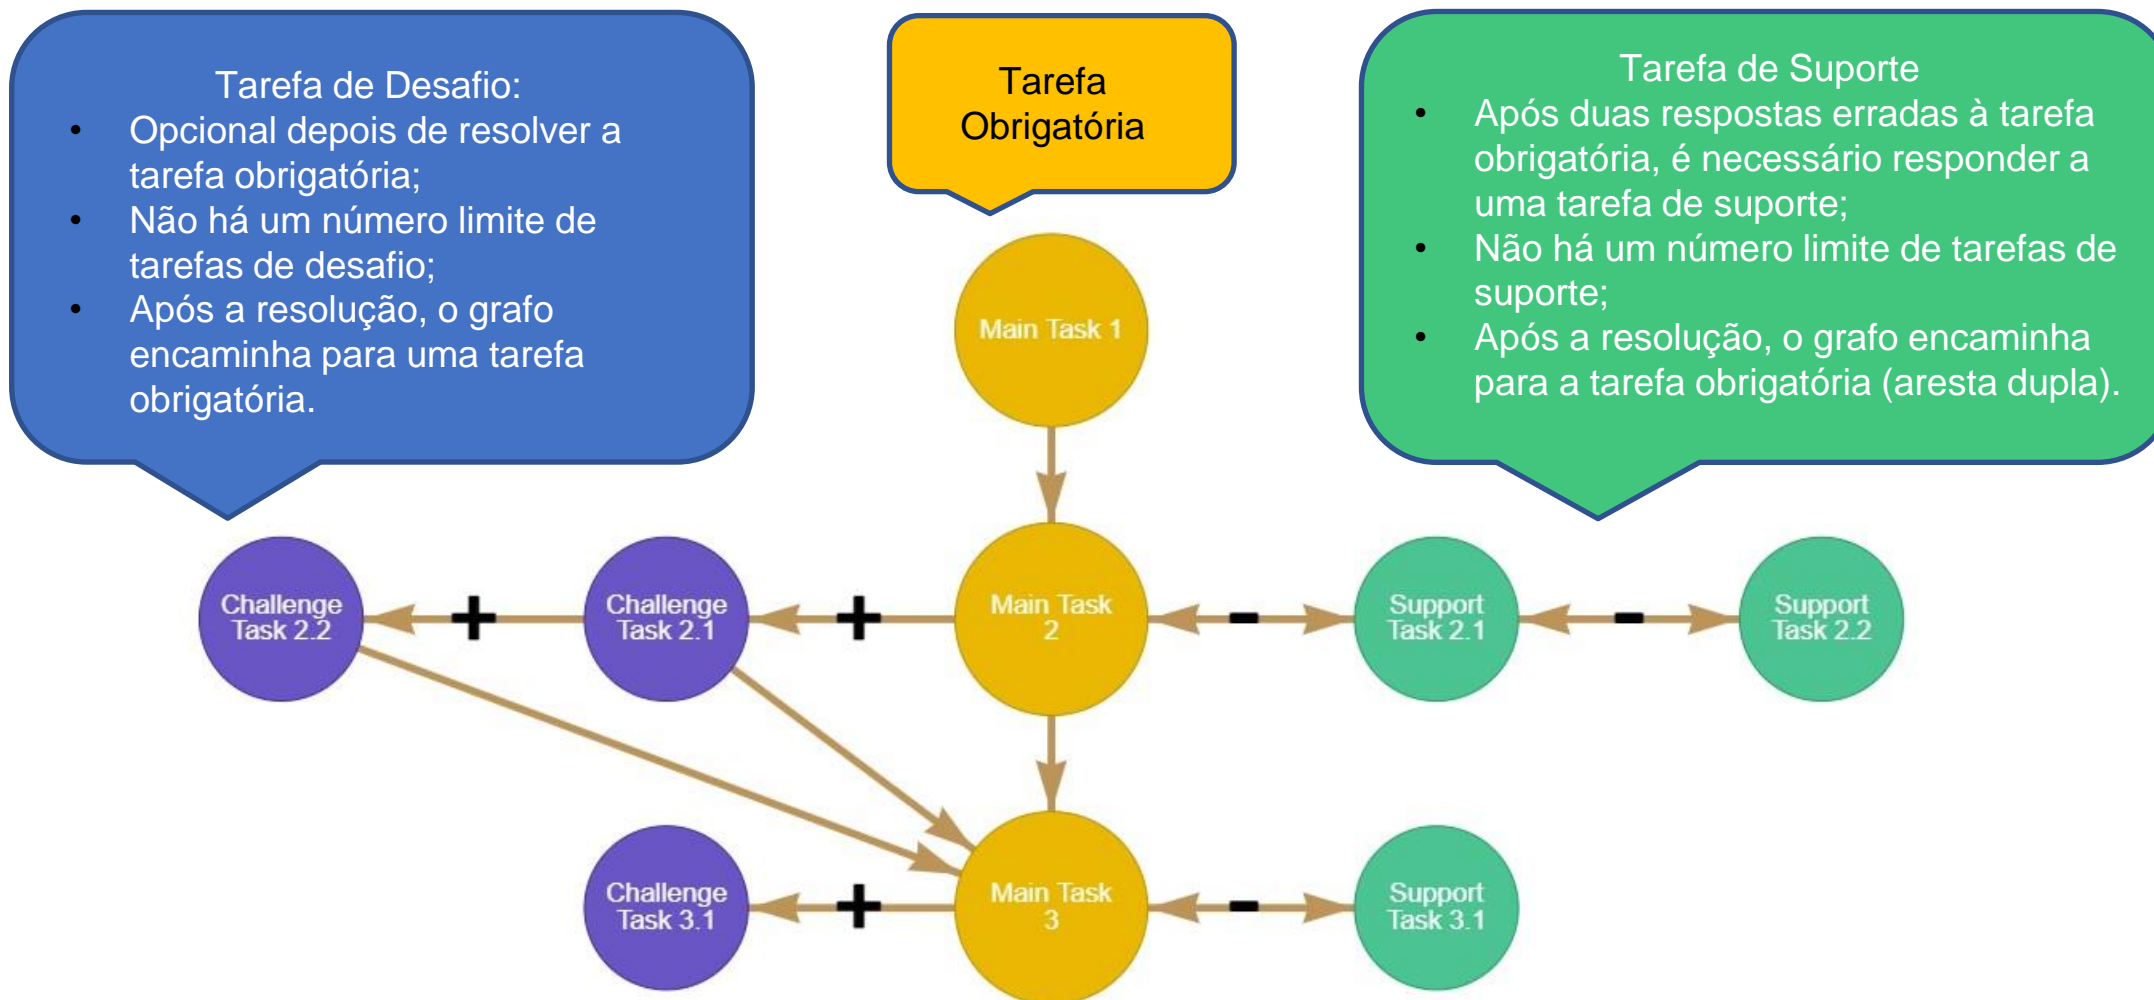 Tarefa de Desafio:
• Opcional depois de resolver a
tarefa obrigatória;
• Não há um número limite de
tarefas de desafio;
• Após a resolução, o grafo
encaminha para uma tarefa
obrigatória.
Tarefa
Obrigatória
Tarefa de Suporte
• Após duas respostas erradas à tarefa
obrigatória, é necessário responder a
uma tarefa de suporte;
• Não há um número limite de tarefas de
suporte;
• Após a resolução, o grafo encaminha
para a tarefa obrigatória (aresta dupla).
Main Task 1
Challenge
Task 2.2
+
Challenge
Task 2.1
+
Main Task
2
-
Support
Task 2.1
-
Support
Task 2.2
Challenge
Task 3.1
+
Main Task
3
-
Support
Task 3.1